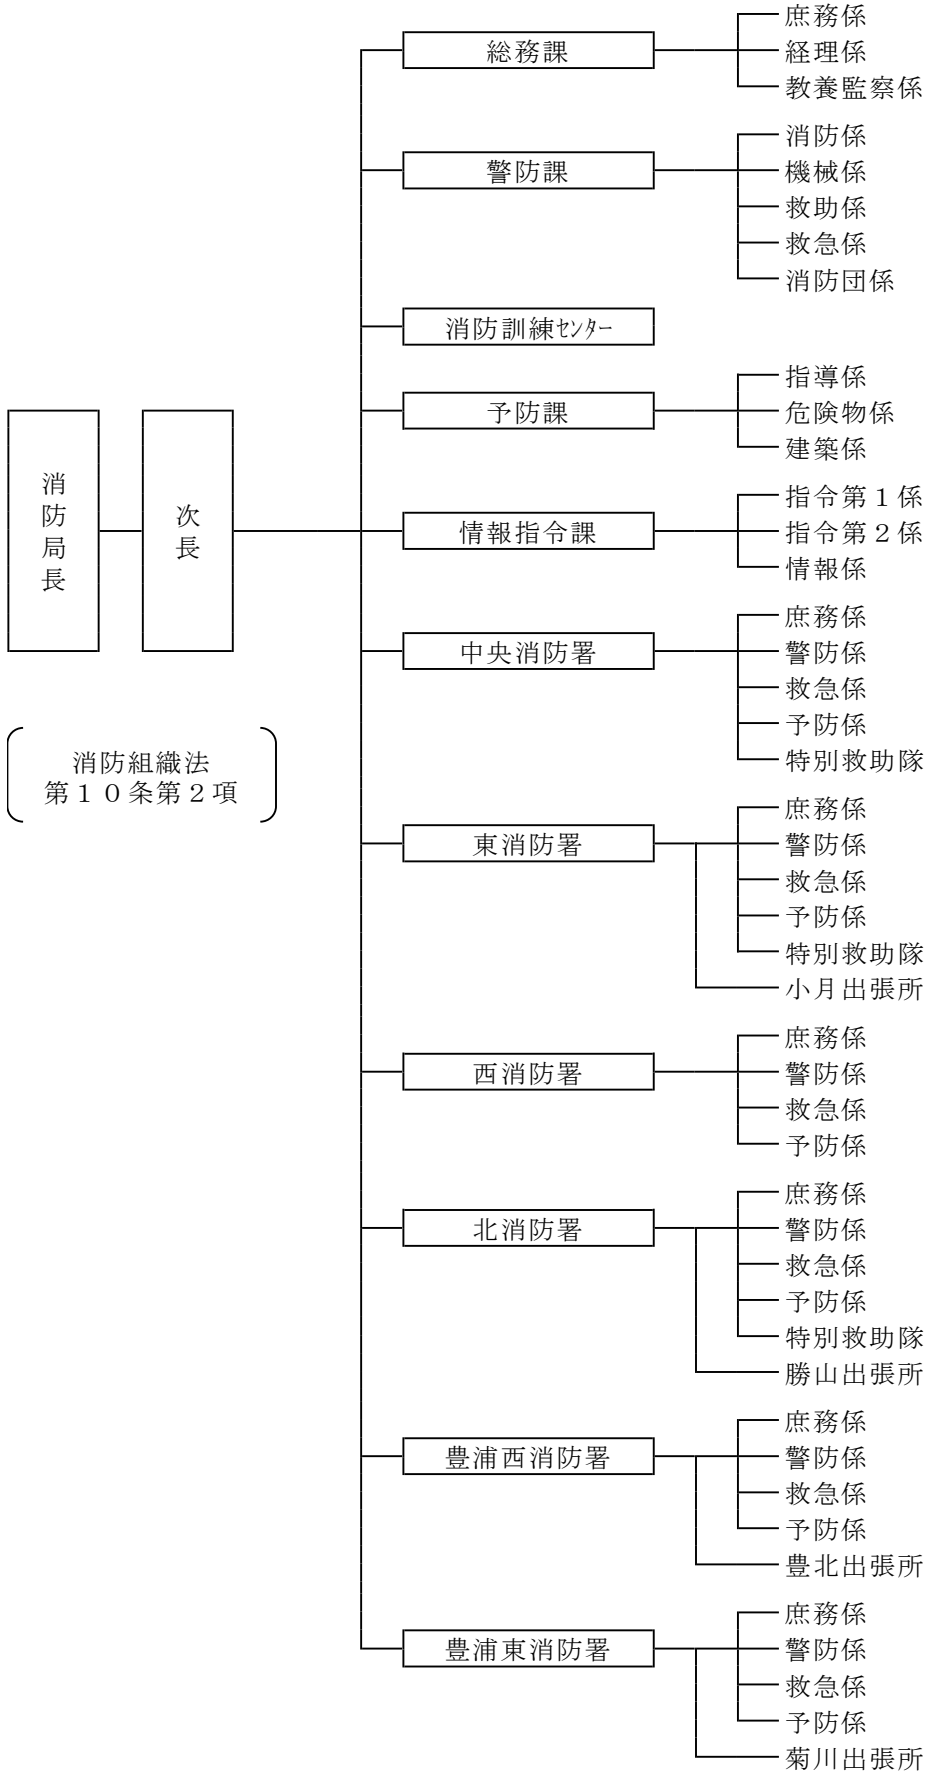 消防局長
次長
消防組織法
第１０条第２項
総務課
庶務係
経理係
教養監察係
警防課
消防係
機械係
救助係
救急係
消防団係
消防訓練ｾﾝﾀｰ
予防課
指導係
危険物係
建築係
情報指令課
指令第１係
指令第２係
情報係
中央消防署
庶務係
警防係
救急係
予防係
特別救助隊
東消防署
庶務係
警防係
救急係
予防係
特別救助隊
小月出張所
西消防署
庶務係
警防係
救急係
予防係
北消防署
庶務係
警防係
救急係
予防係
特別救助隊
勝山出張所
豊浦西消防署
庶務係
警防係
救急係
予防係
豊北出張所
豊浦東消防署
庶務係
警防係
救急係
予防係
菊川出張所